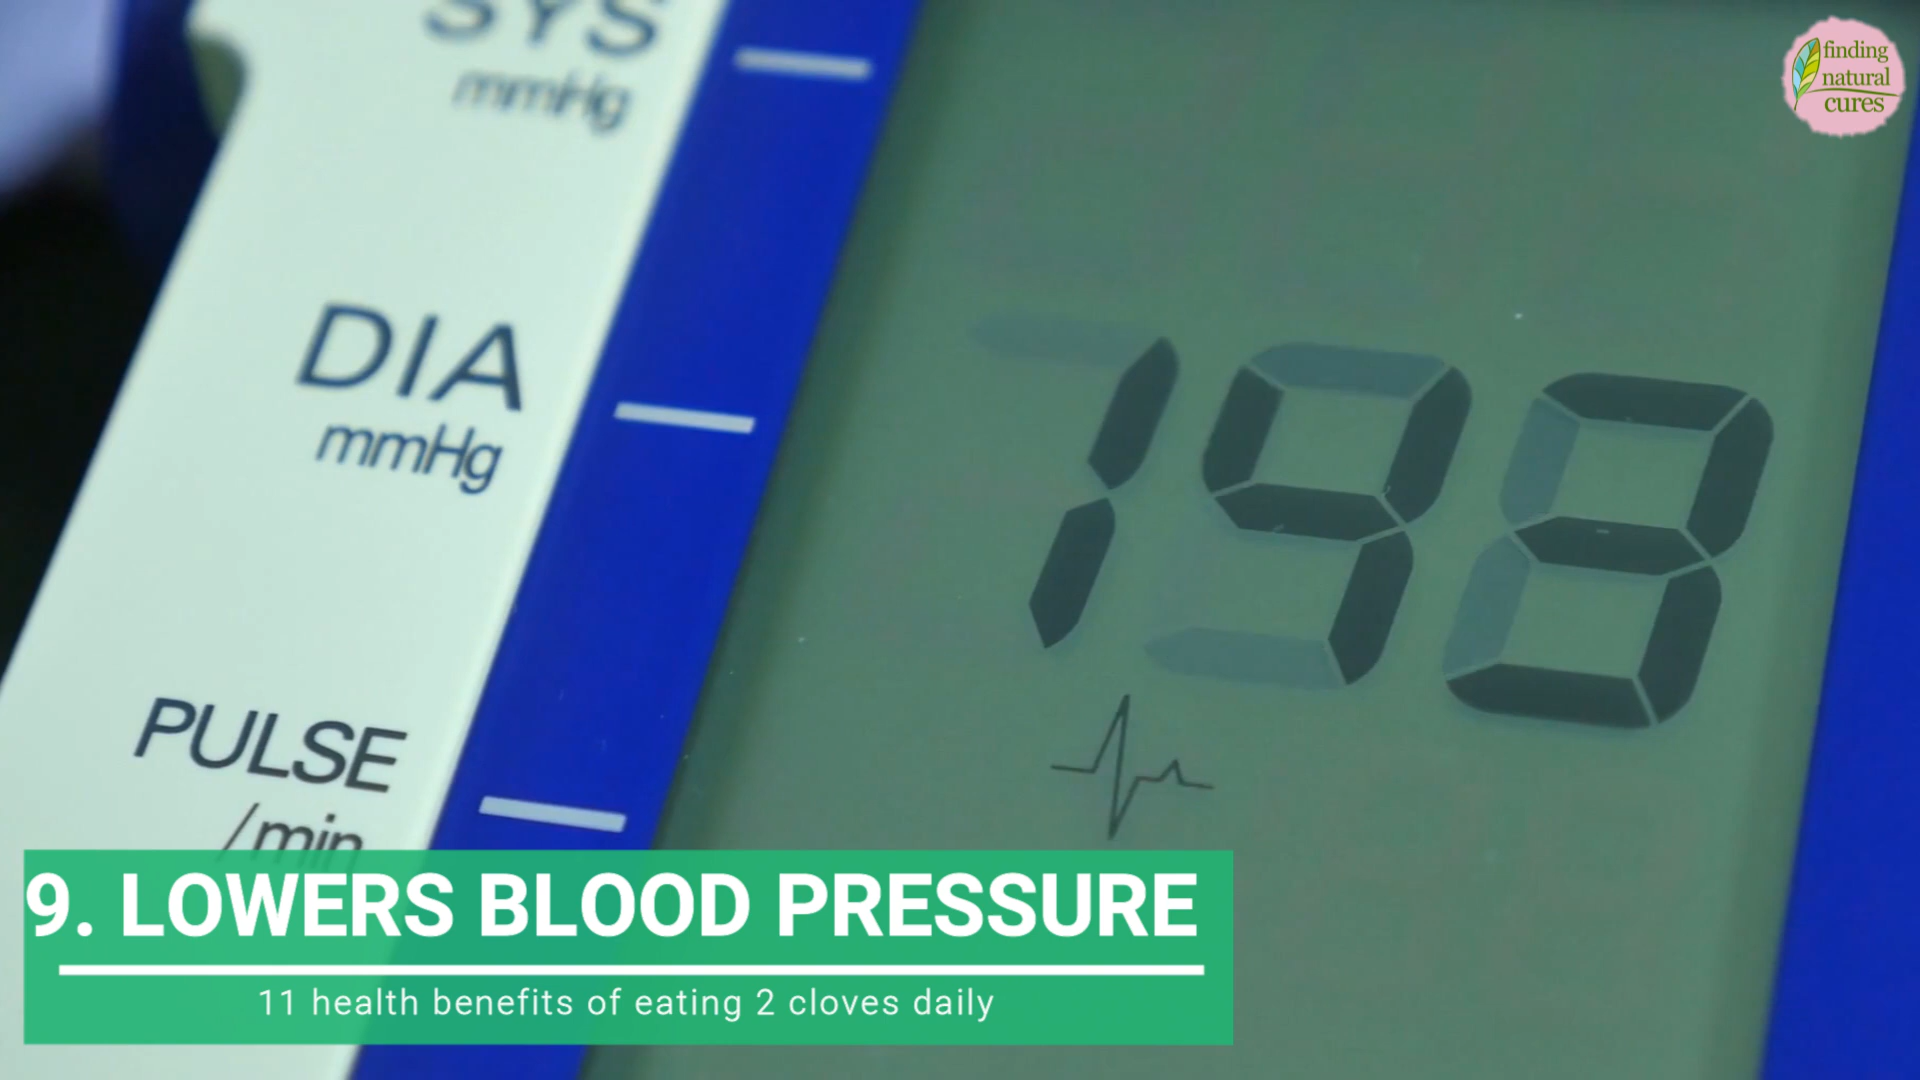 finding
natural
cures
SYS
mmHg
DIA
mmHg
143
PULSE
/min
9. LOWERS BLOOD PRESSURE
11 health benefits of eating 2 cloves daily